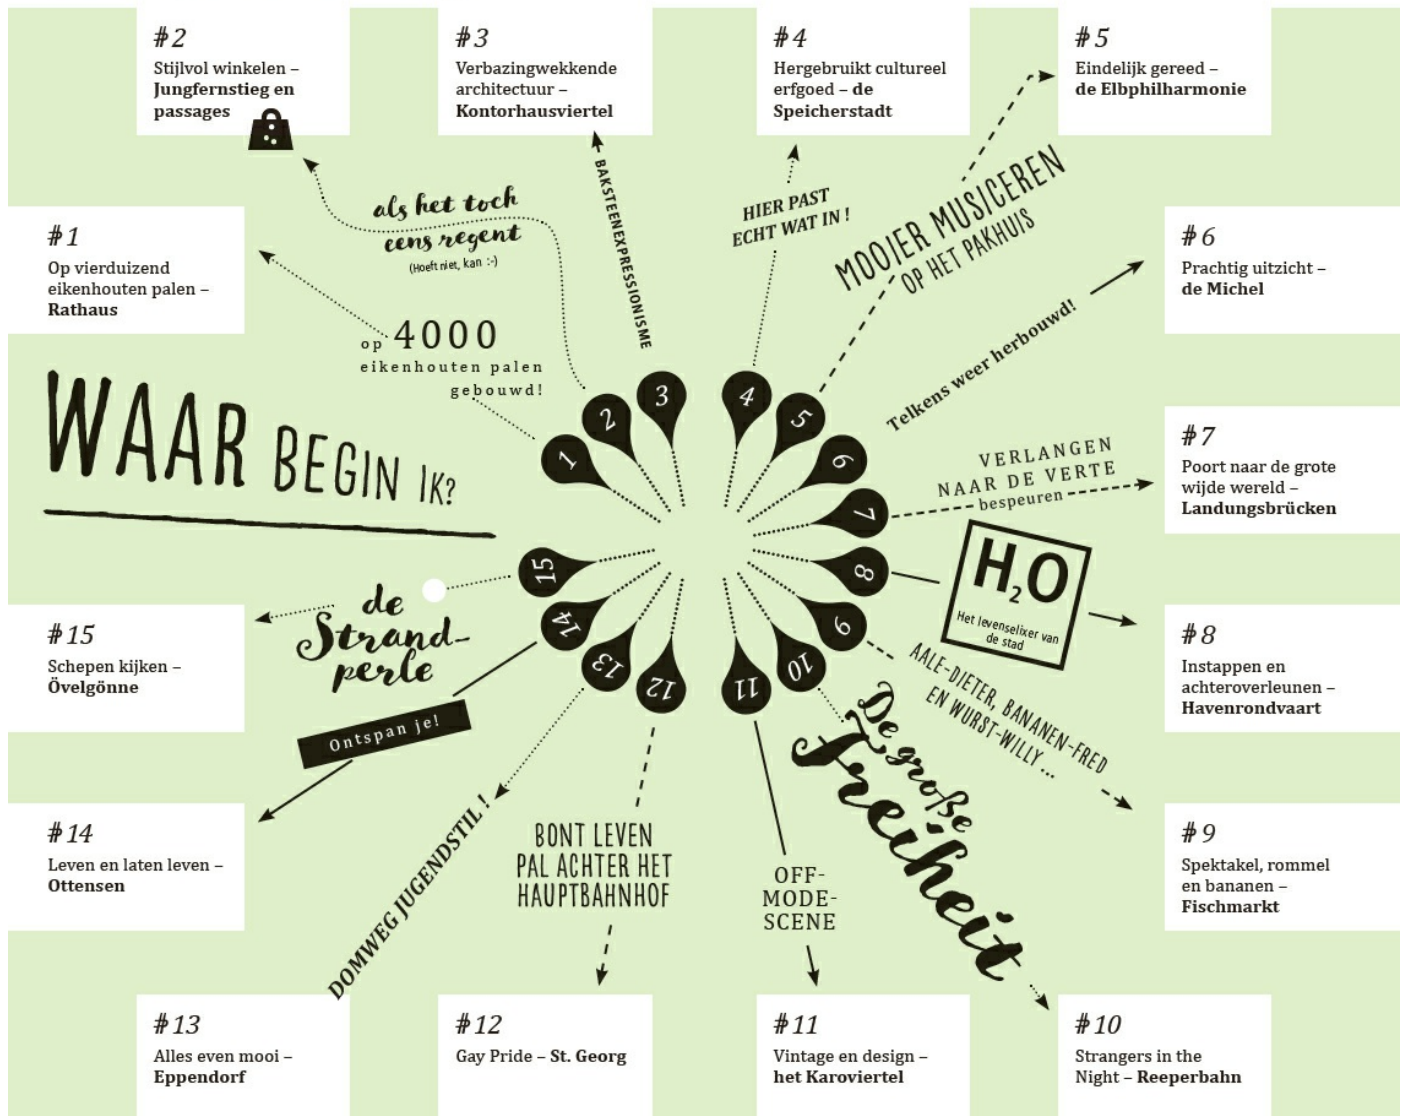 #2
Stijlvol winkelen –
Jungfernstieg en
passages
#3
Verbazingwekkende
architectuur –
Kontorhausviertel
#4
Hergebruikt cultureel
erfgoed – de
Speicherstadt
#5
Eindelijk gereed –
de Elbphilharmonie
#1
Op vierduizend
eikenhouten palen –
Rathaus
als het toch
eens regent
(Hoeft niet, kan :-)
BAKSTEENEXPRESSIONISME
HIER PAST
ECHT WAT IN !
MOOIER MUSICEREN
OP HET PAKHUIS
#6
Prachtig uitzicht –
de Michel
op 4000
eikenhouten palen
gebouwd!
Telkens weer herbouwd!
WAAR BEGIN IK?
1
2
3
4
5
6
7
8
9
10
11
12
13
14
15
VERLANGEN
NAAR DE VERTE
bespeuren
#7
Poort naar de grote
wijde wereld –
Landungsbrücken
H2O
Het levenselixer van
de stad
#8
Instappen en
achteroverleunen –
Havenrondvaart
de
Strand-
perle
#15
Schepen kijken –
Övelgönne
Ontspan je!
AALE-DIETER, BANANEN-FRED
EN WURST-WILLY ...
De große
Freiheit
#14
Leven en laten leven –
Ottensen
DOMWEG JUGENDSTIL !
BONT LEVEN
PAL ACHTER HET
HAUPTBAHNHOF
OFF-
MODE-
SCENE
#9
Spektakel, rommel
en bananen –
Fischmarkt
#13
Alles even mooi –
Eppendorf
#12
Gay Pride – St. Georg
#11
Vintage en design –
het Karoviertel
#10
Strangers in the
Night – Reeperbahn